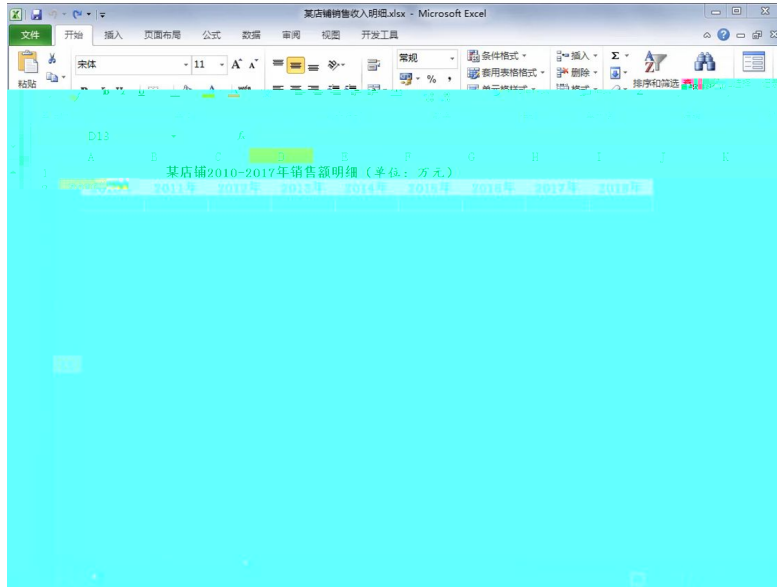 某店铺销售收入明细.xlsx - Microsoft Excel
文件 开始 插入 页面布局 公式 数据 审阅 视图 开发工具
宋体 11 A A 常规 条件格式 插入 Σ
粘贴 % 套用表格格式 删除 排序和筛选
D13
A B C D E F G H I J K
某店铺2010-2017年销售额明细（单位：万元）
2011年 2012年 2013年 2014年 2015年 2016年 2017年 2018年